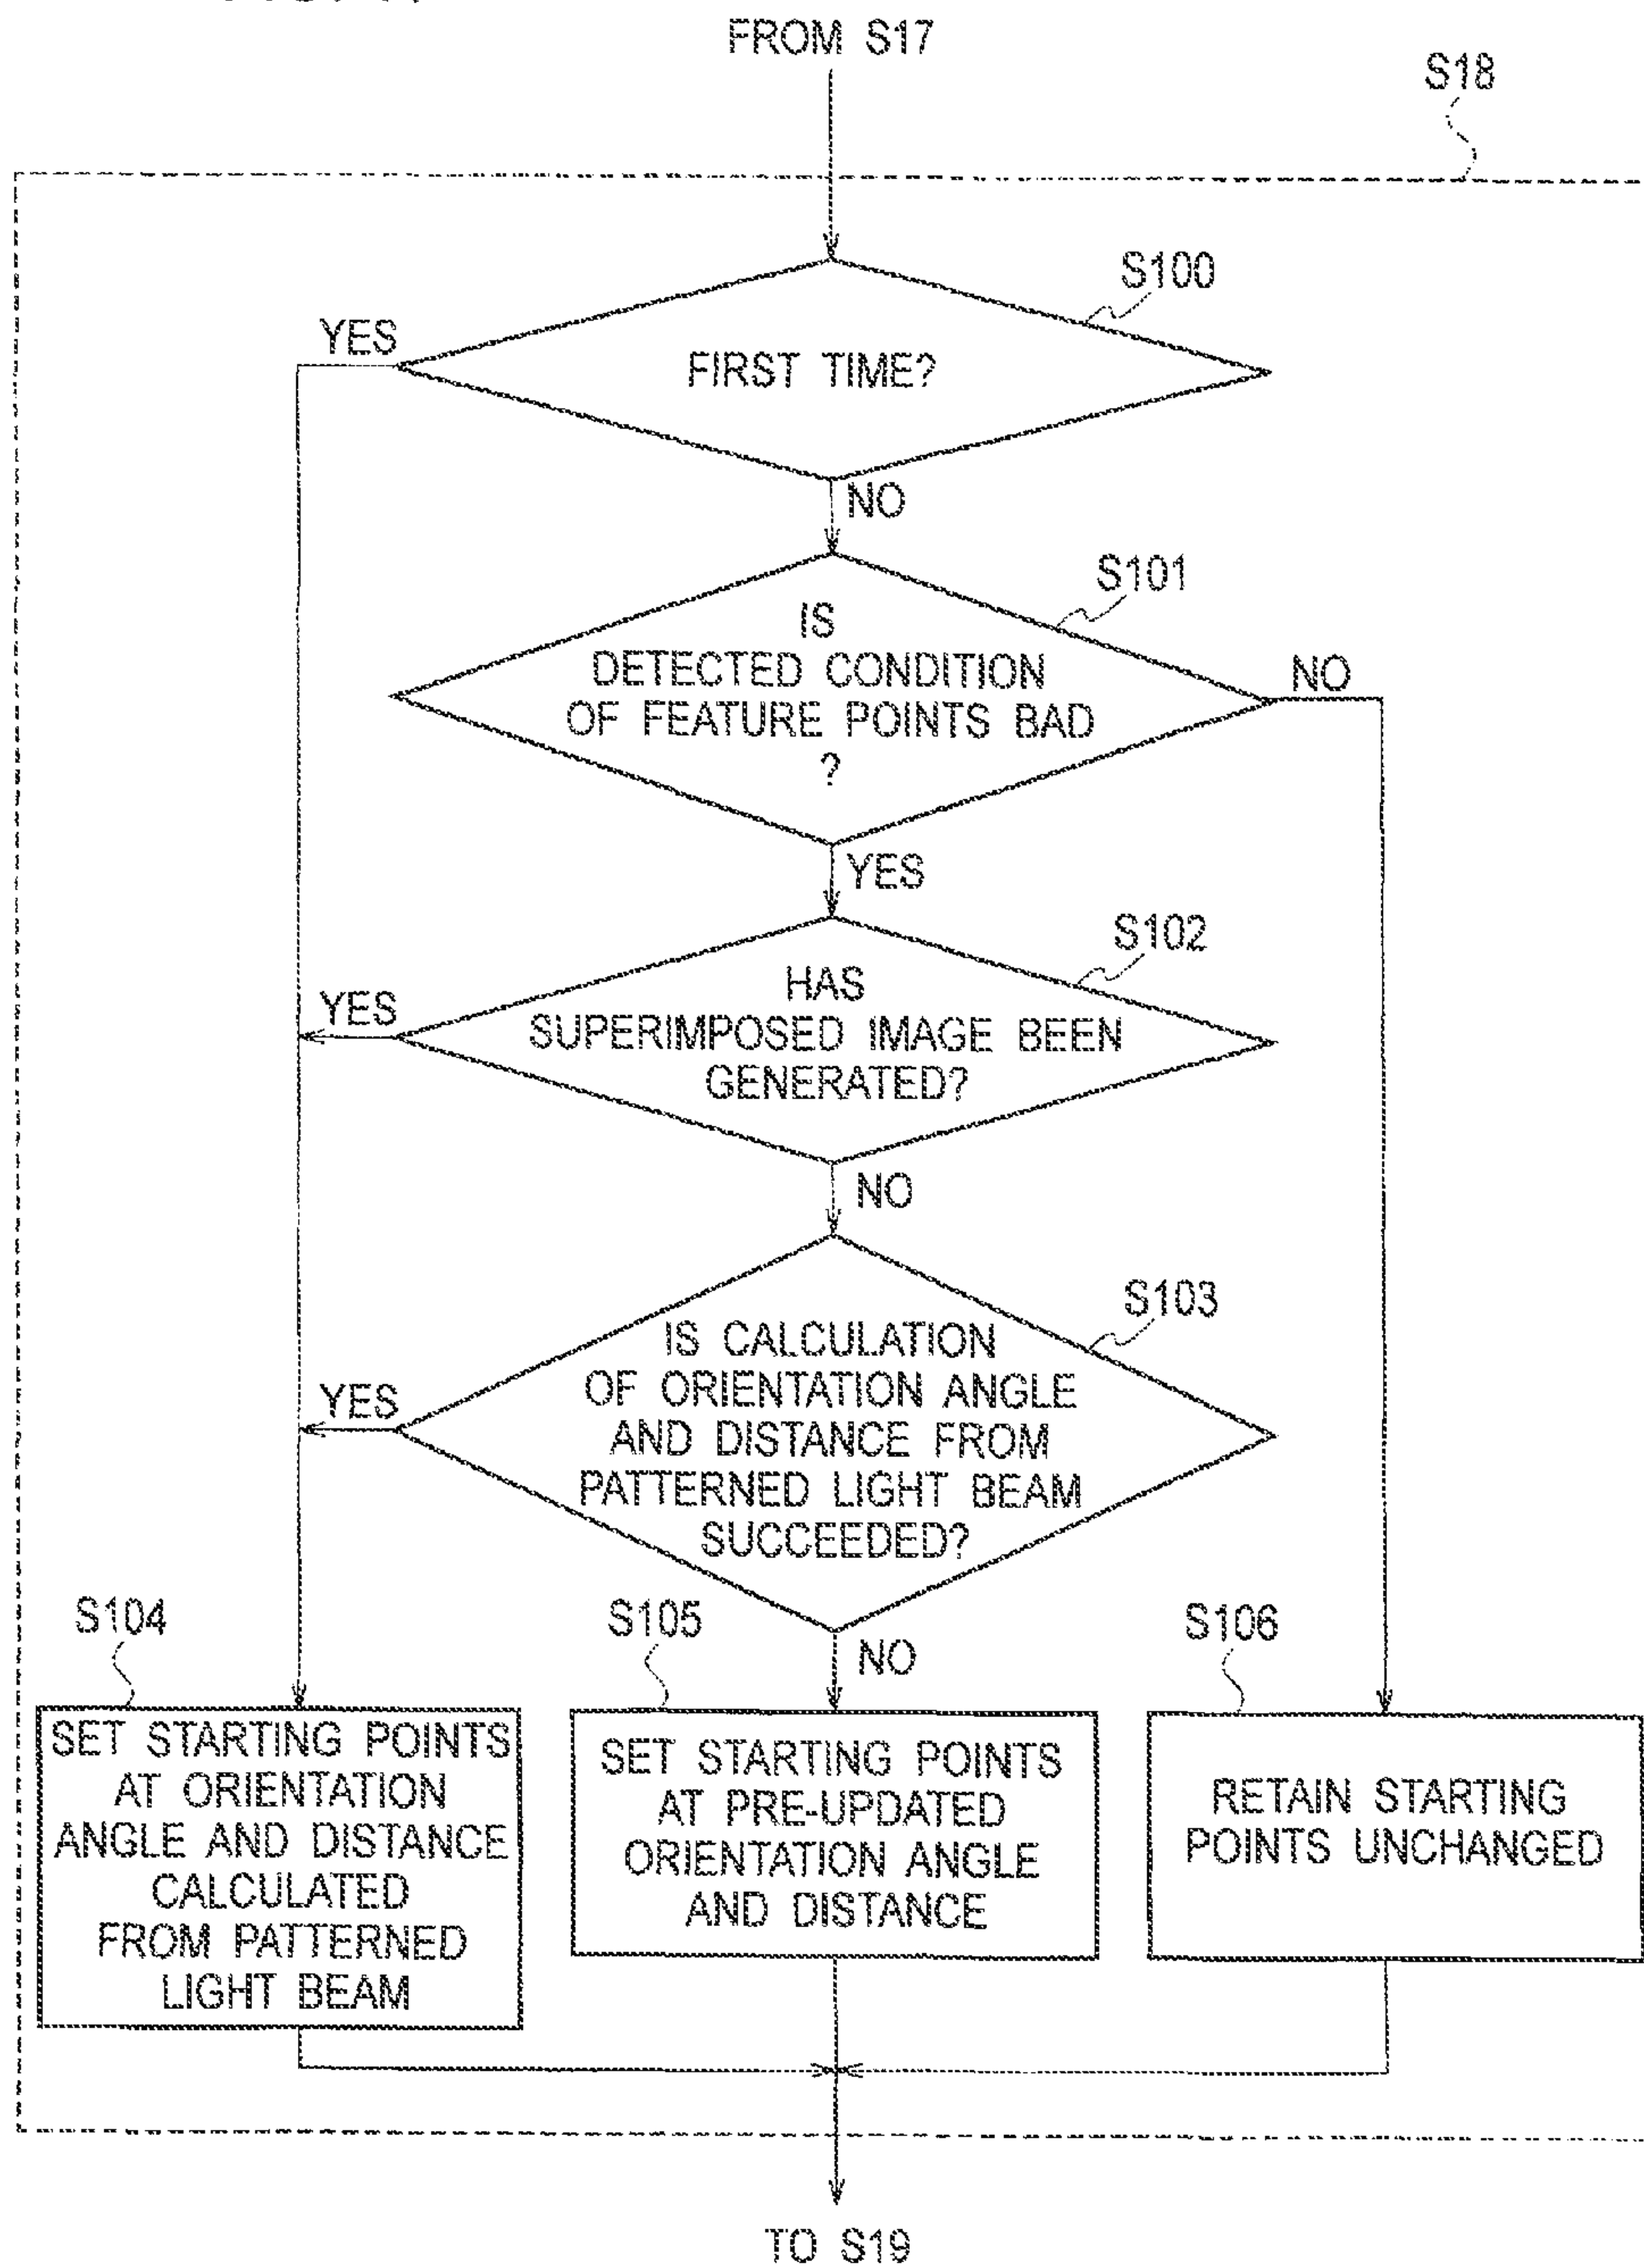 FROM S17
S18
S100
YES
FIRST TIME?
NO
S101
IS
DETECTED CONDITION
OF FEATURE POINTS BAD
?
NO
YES
S102
HAS
SUPERIMPOSED IMAGE BEEN
GENERATED?
YES
NO
S103
IS CALCULATION
OF ORIENTATION ANGLE
AND DISTANCE FROM
PATTERNED LIGHT BEAM
SUCCEEDED?
YES
NO
S104
SET STARTING POINTS
AT ORIENTATION
ANGLE AND DISTANCE
CALCULATED
FROM PATTERNED
LIGHT BEAM
S105
SET STARTING POINTS
AT PRE-UPDATED
ORIENTATION ANGLE
AND DISTANCE
S106
RETAIN STARTING
POINTS UNCHANGED
TO S19